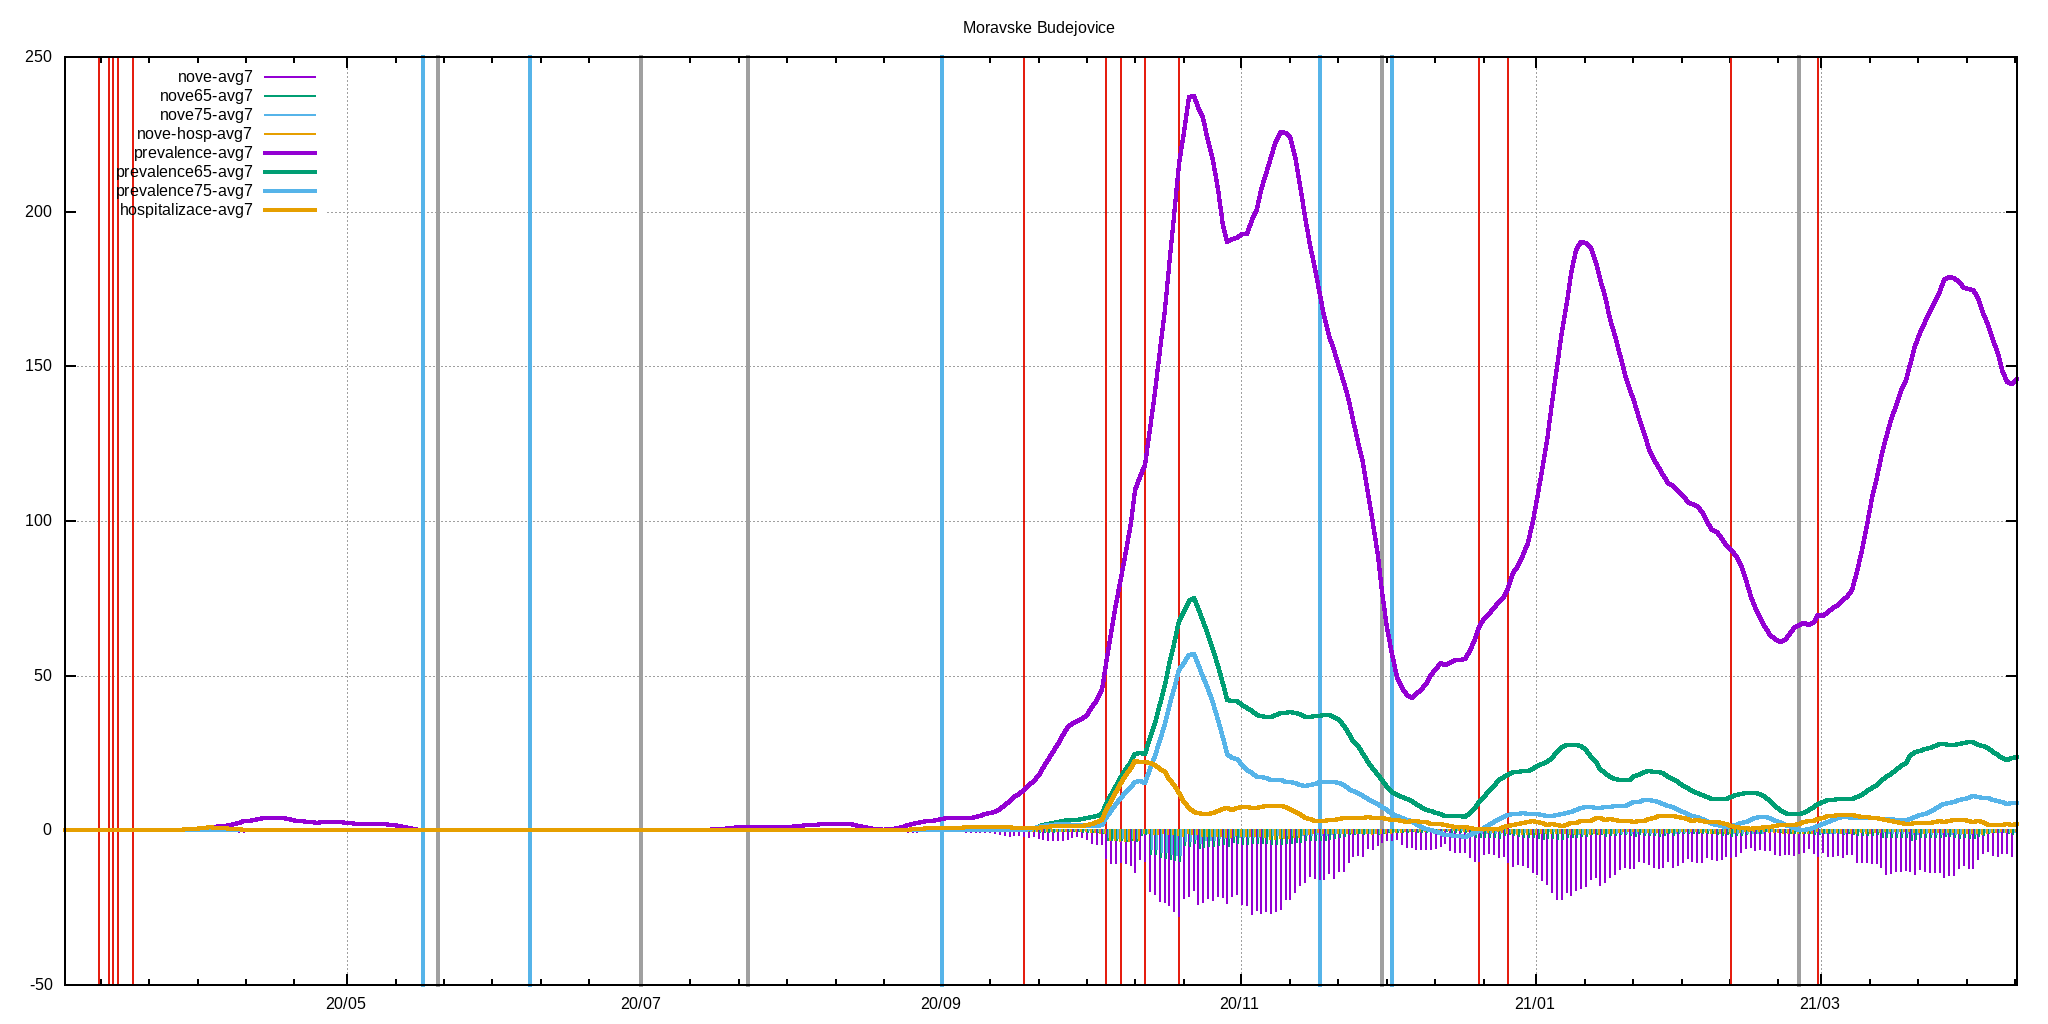 Moravske Budejovice
250
200
150
100
50
0
-50
nove-avg7
nove65-avg7
nove75-avg7
nove-hosp-avg7
prevalence-avg7
prevalence65-avg7
prevalence75-avg7
hospitalizace-avg7
20/05
20/07
20/09
20/11
21/01
21/03